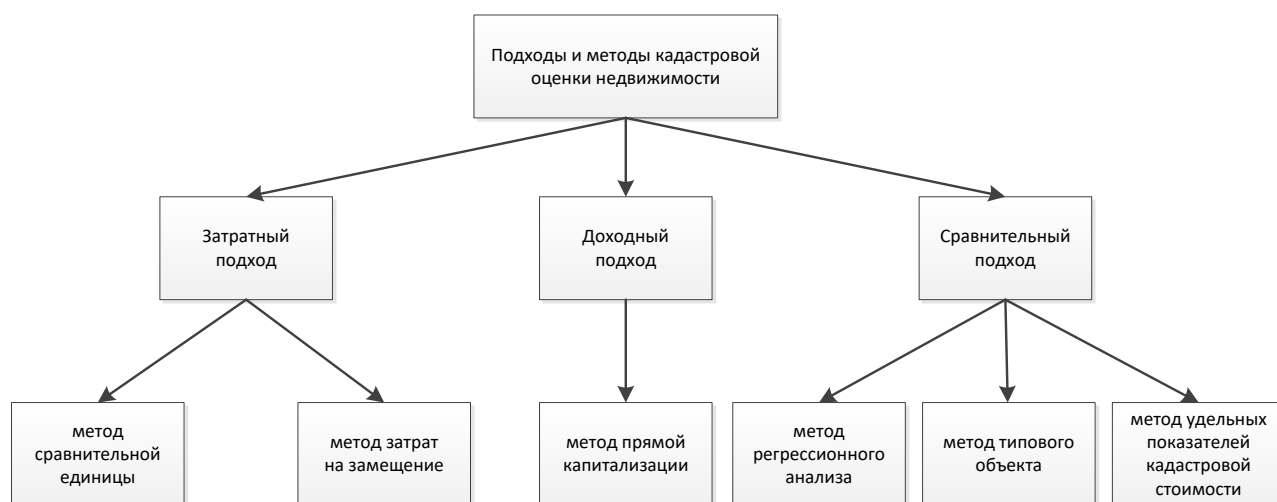 Подходы и методы кадастровой
оценки недвижимости
Затратный
подход
Доходный
подход
Сравнительный
подход
метод
сравнительной
единицы
метод затрат
на замещение
метод прямой
капитализации
метод
регрессионного
анализа
метод типового
объекта
метод удельных
показателей
кадастровой
стоимости